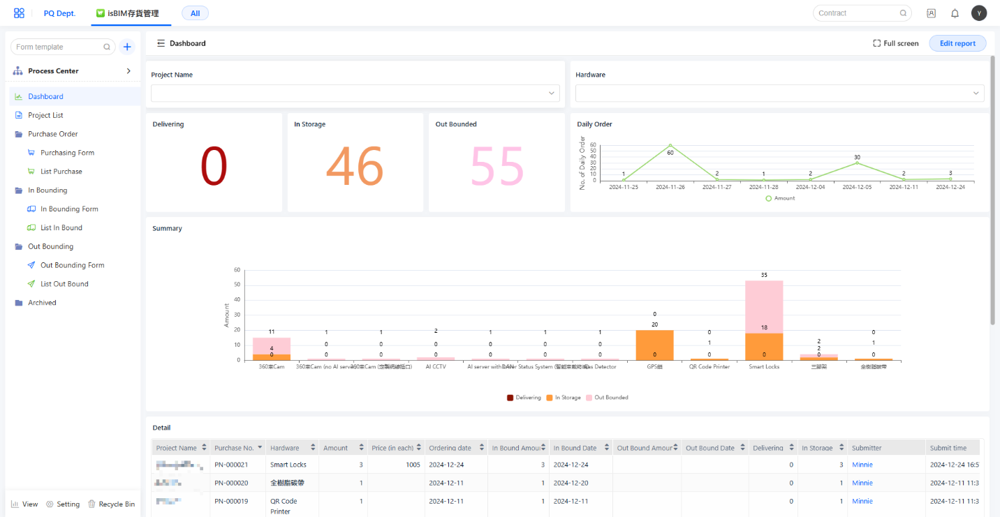 PQ Dept.
isBIM存貨管理
All
Contract
Y
Form template
Process Center
Dashboard
Project List
Purchase Order
Purchasing Form
List Purchase
In Bounding
In Bounding Form
List In Bound
Out Bounding
Out Bounding Form
List Out Bound
Archived
View Setting Recycle Bin
Dashboard
Full screen
Edit report
Project Name
Hardware
Delivering
0
In Storage
46
Out Bounded
55
Daily Order
No. of Daily Order
60
50
40
30
20
10
0
1 60 2 1 2 30 2 3
2024-11-25 2024-11-26 2024-11-27 2024-11-28 2024-12-04 2024-12-05 2024-12-11 2024-12-24
Amount
Summary
Amount
60
50
40
30
20
10
0
11 1 1 2 1 1 1 0 0 35 2 0
4 0 0 0 0 0 0 20 1 18 2 1
0 0 0 0 0 0 0 0 0 0 0 0
360車Cam 360車Cam (no AI server) 360車Cam (定製網線插口) AI CCTV AI server with Driver Status System (智能車載終端) Gas Detector GPS鎖 QR Code Printer Smart Locks 三腳架 全樹脂碳帶
Delivering In Storage Out Bounded
Detail
Project Name Purchase No. Hardware Amount Price (in each) Ordering date In Bound Amour In Bound Date Out Bound Amour Out Bound Date Delivering In Storage Submitter Submit time
PN-000021 Smart Locks 3 1005 2024-12-24 3 2024-12-24 0 3 Minnie 2024-12-24 16:5
PN-000020 全樹脂碳帶 1 2024-12-11 1 2024-12-20 0 1 Minnie 2024-12-11 11:3
PN-000019 QR Code 1 2024-12-11 1 2024-12-11 0 1 Minnie 2024-12-11 11:3
Printer